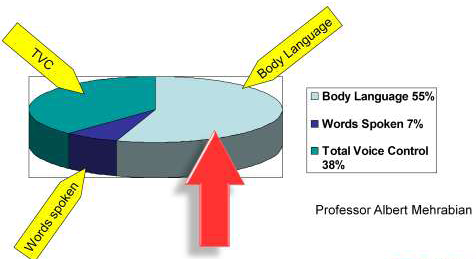 TVC
Body Language
Body Language 55%
Words Spoken 7%
Total Voice Control
38%
Words spoken
Professor Albert Mehrabian